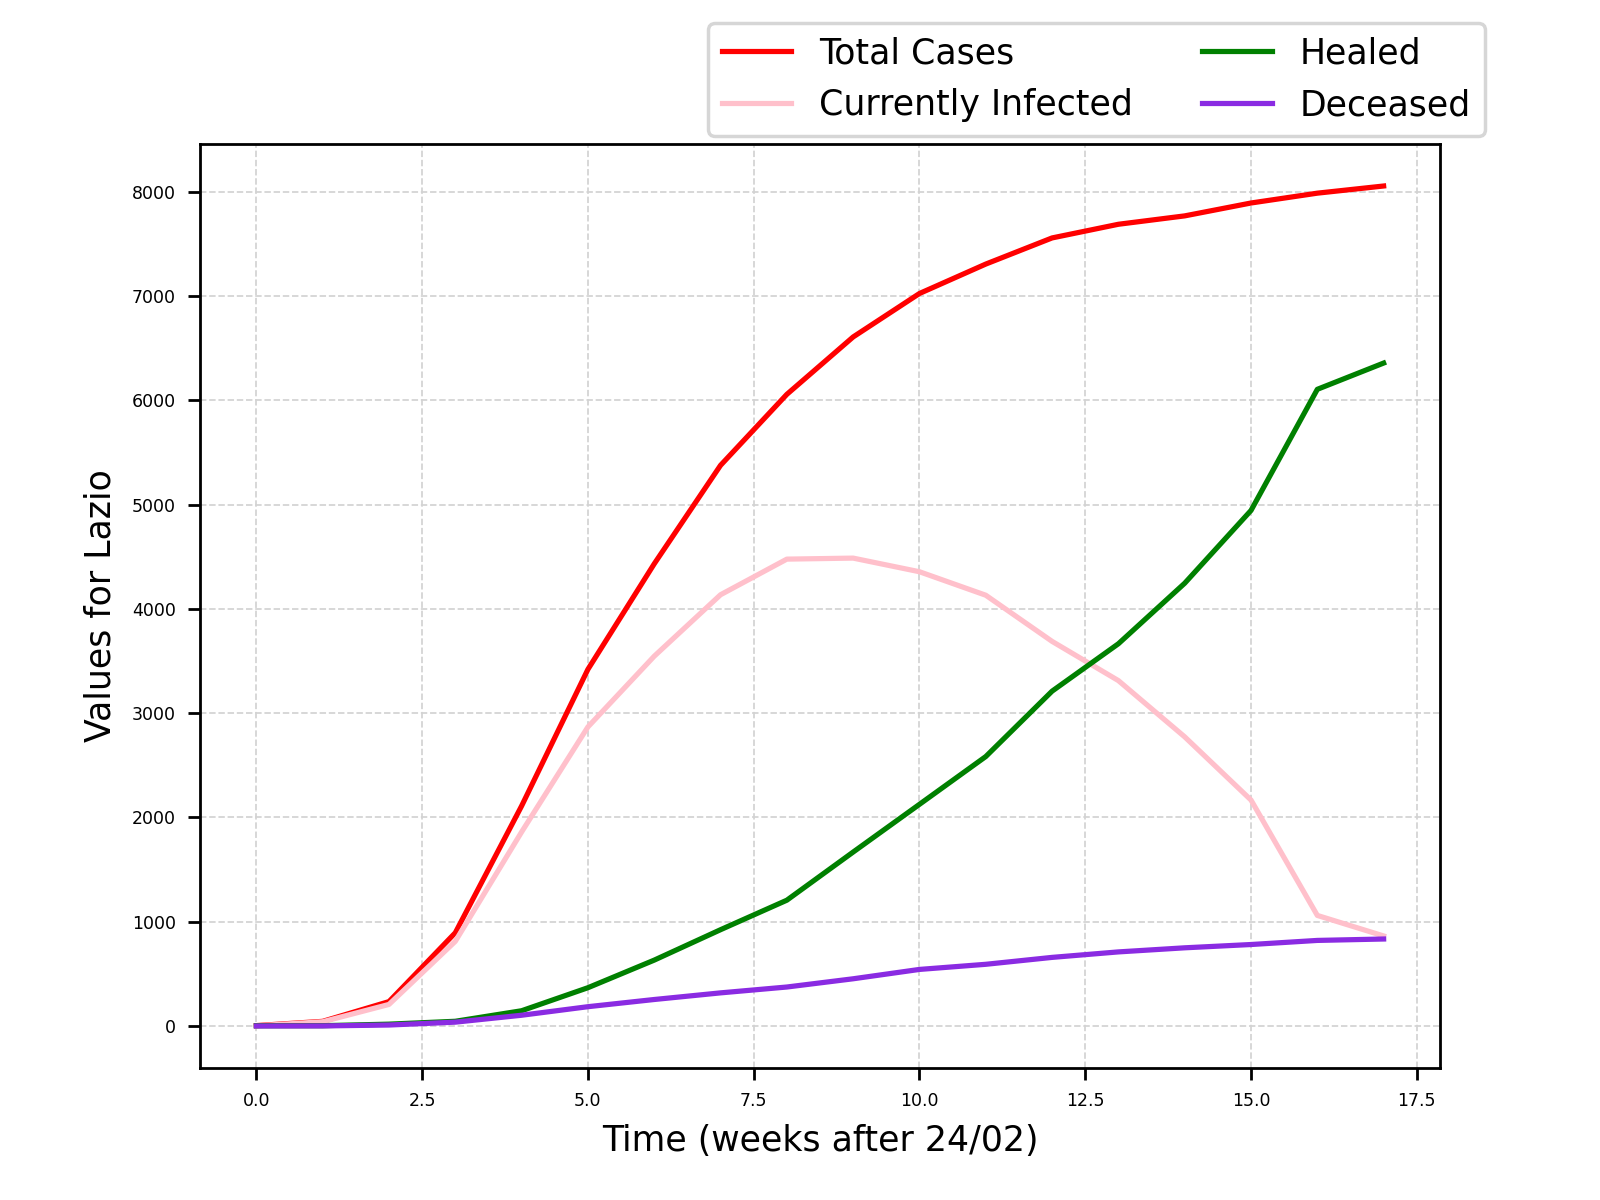 Total Cases
Currently Infected
Healed
Deceased
Values for Lazio
8000
7000
6000
5000
4000
3000
2000
1000
0
0.0 2.5 5.0 7.5 10.0 12.5 15.0 17.5
Time (weeks after 24/02)